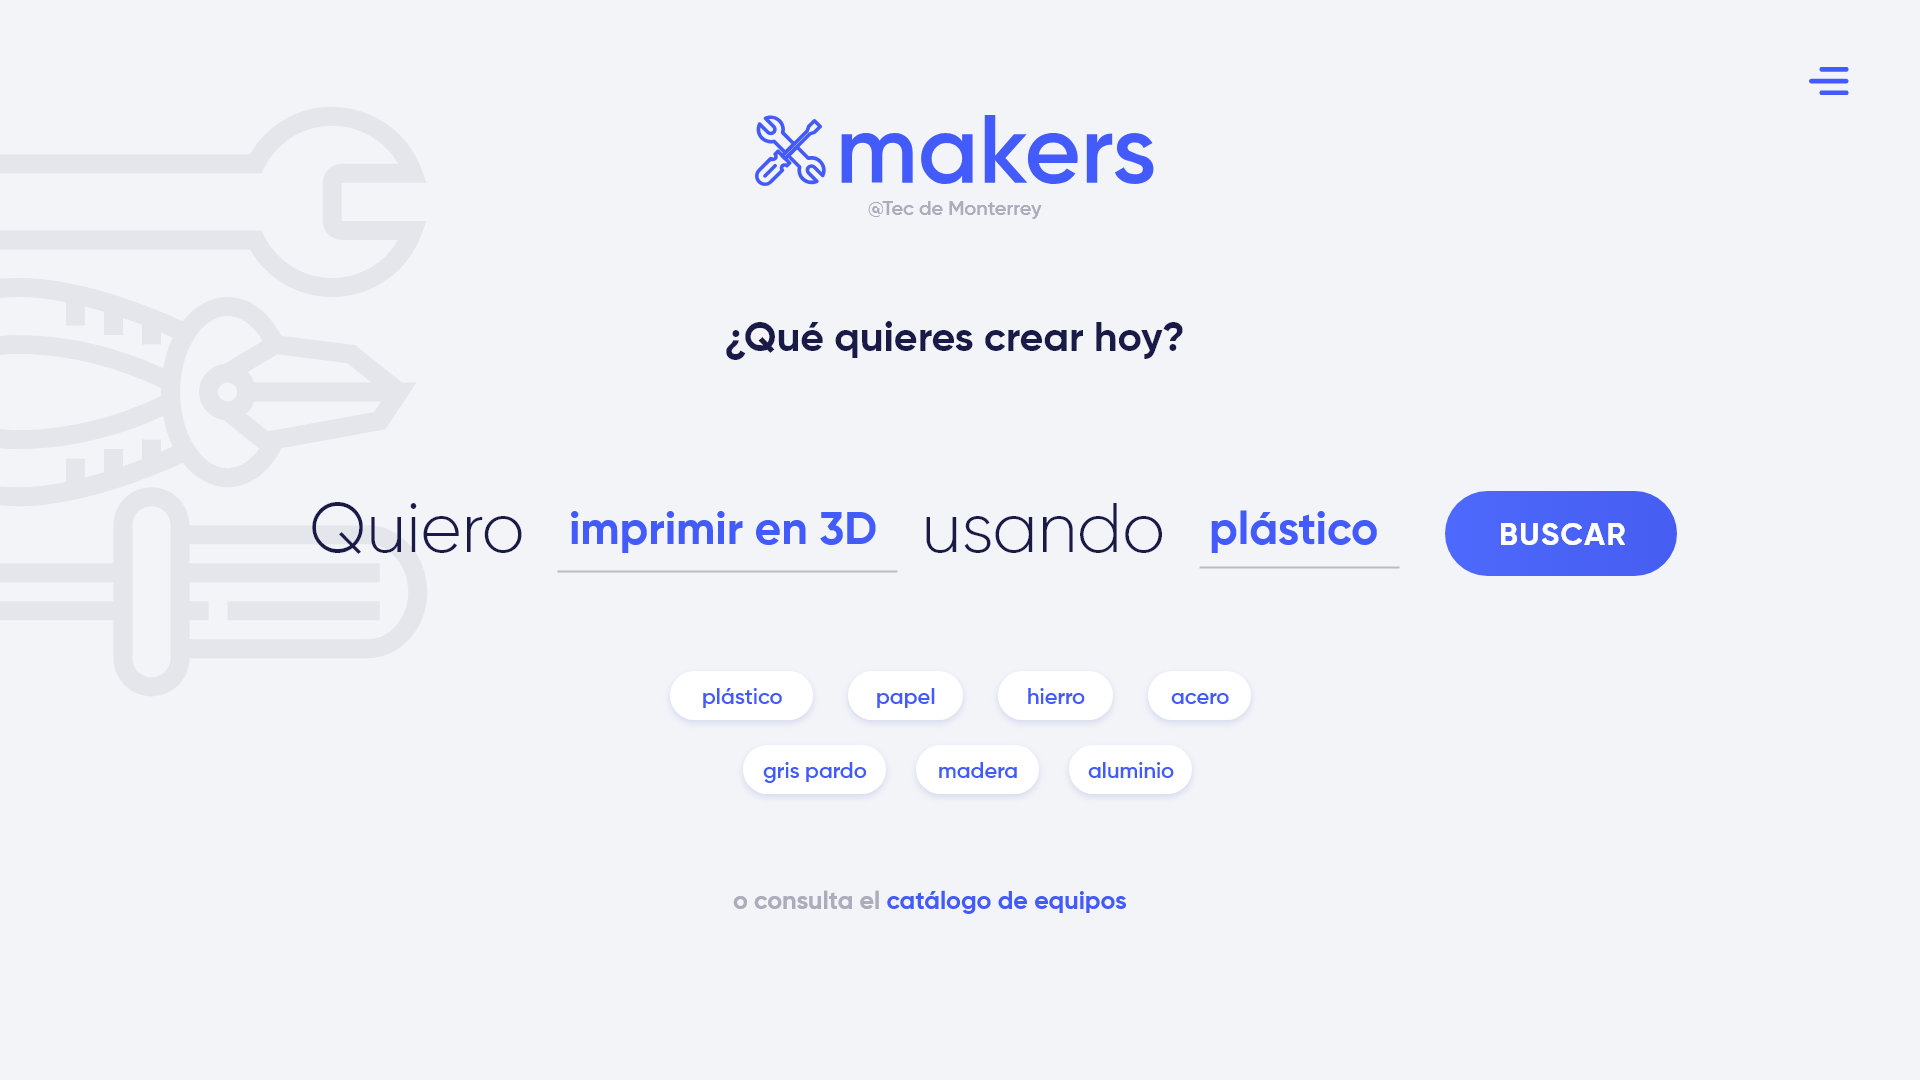 makers
@Tec de Monterrey
¿Qué quieres crear hoy?
Quiero imprimir en 3D usando plástico BUSCAR
plástico papel hierro acero
gris pardo madera aluminio
o consulta el catálogo de equipos